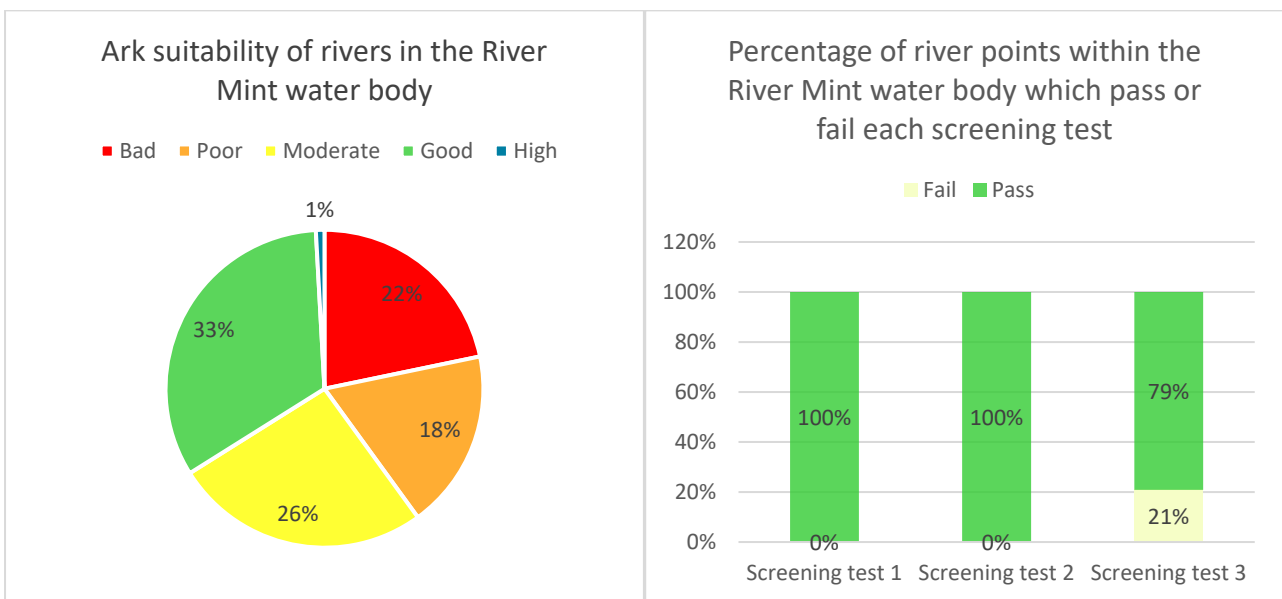 Ark suitability of rivers in the River
Mint water body
Bad Poor Moderate Good High
1%
22%
33%
18%
26%
Percentage of river points within the
River Mint water body which pass or
fail each screening test
Fail Pass
120%
100%
80%
60%
40%
20%
0%
100%
0%
100%
0%
79%
21%
Screening test 1 Screening test 2 Screening test 3